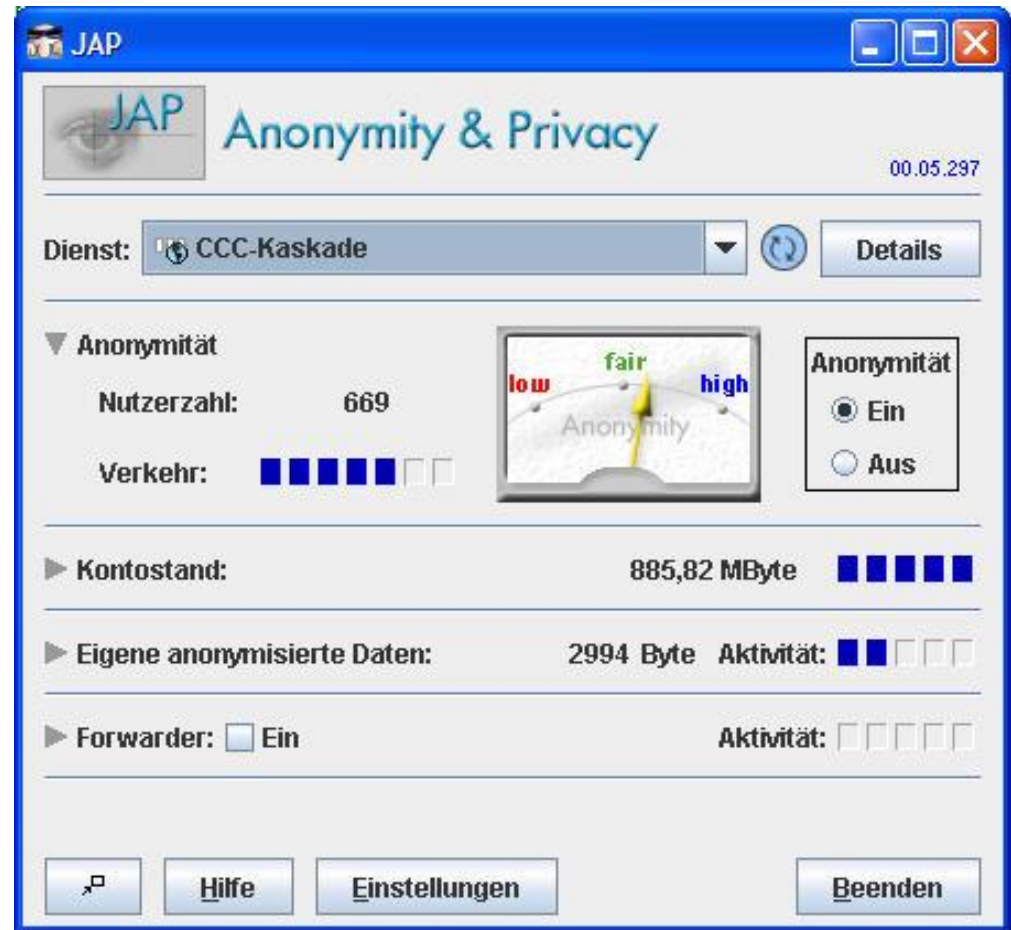 JAP
JAP Anonymity & Privacy
00.05.297
Dienst: CCC-Kaskade Details
Anonymität
Nutzerzahl: 669
Verkehr:
low fair high
Anonymity
Anonymität
Ein
Aus
Kontostand: 885,82 MByte
Eigene anonymisierte Daten: 2994 Byte Aktivität:
Forwarder: Ein Aktivität:
Hilfe Einstellungen Beenden